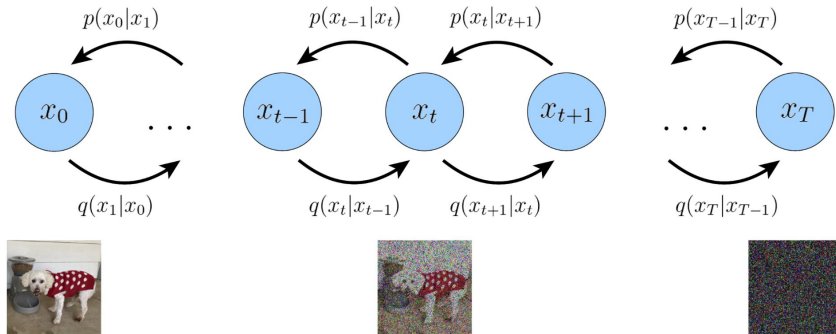 p(x_0|x_1) p(x_{t-1}|x_t) p(x_t|x_{t+1}) p(x_{T-1}|x_T)
x_0 ... x_{t-1} x_t x_{t+1} ... x_T
q(x_1|x_0) q(x_t|x_{t-1}) q(x_{t+1}|x_t) q(x_T|x_{T-1})